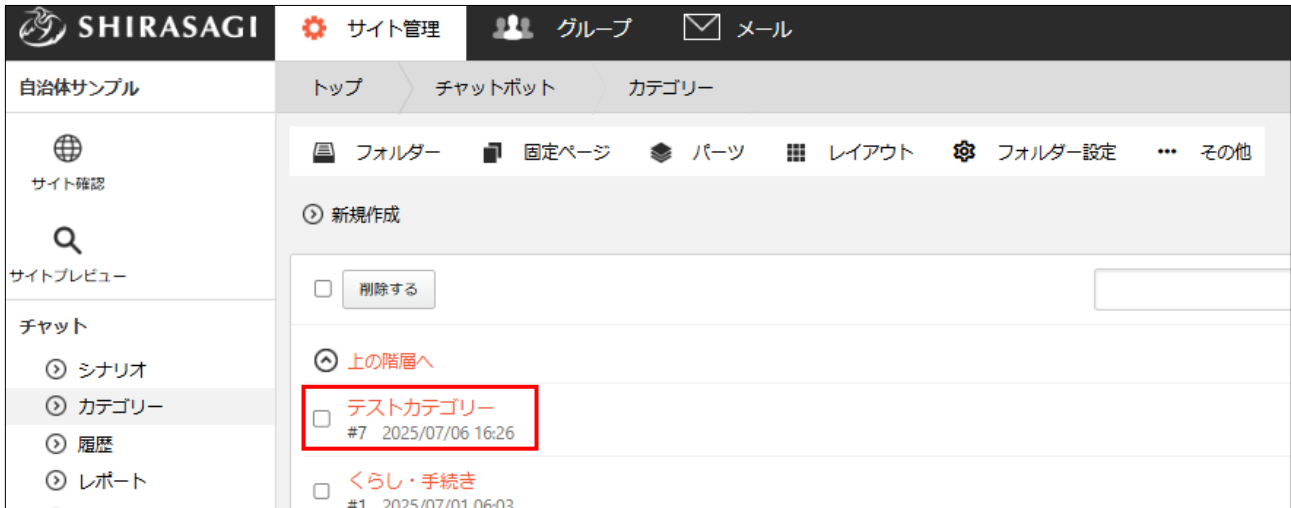 SHIRASAGI サイト管理 グループ メール
自治体サンプル
トップ チャットボット カテゴリー
サイト確認
フォルダー 固定ページ パーツ レイアウト フォルダー設定 ••• その他
新規作成
サイトプレビュー
削除する
チャット
シナリオ
カテゴリー
履歴
レポート
上の階層へ
テストカテゴリー
#7 2025/07/06 16:26
くらし・手続き
#1 2025/07/01 06:03